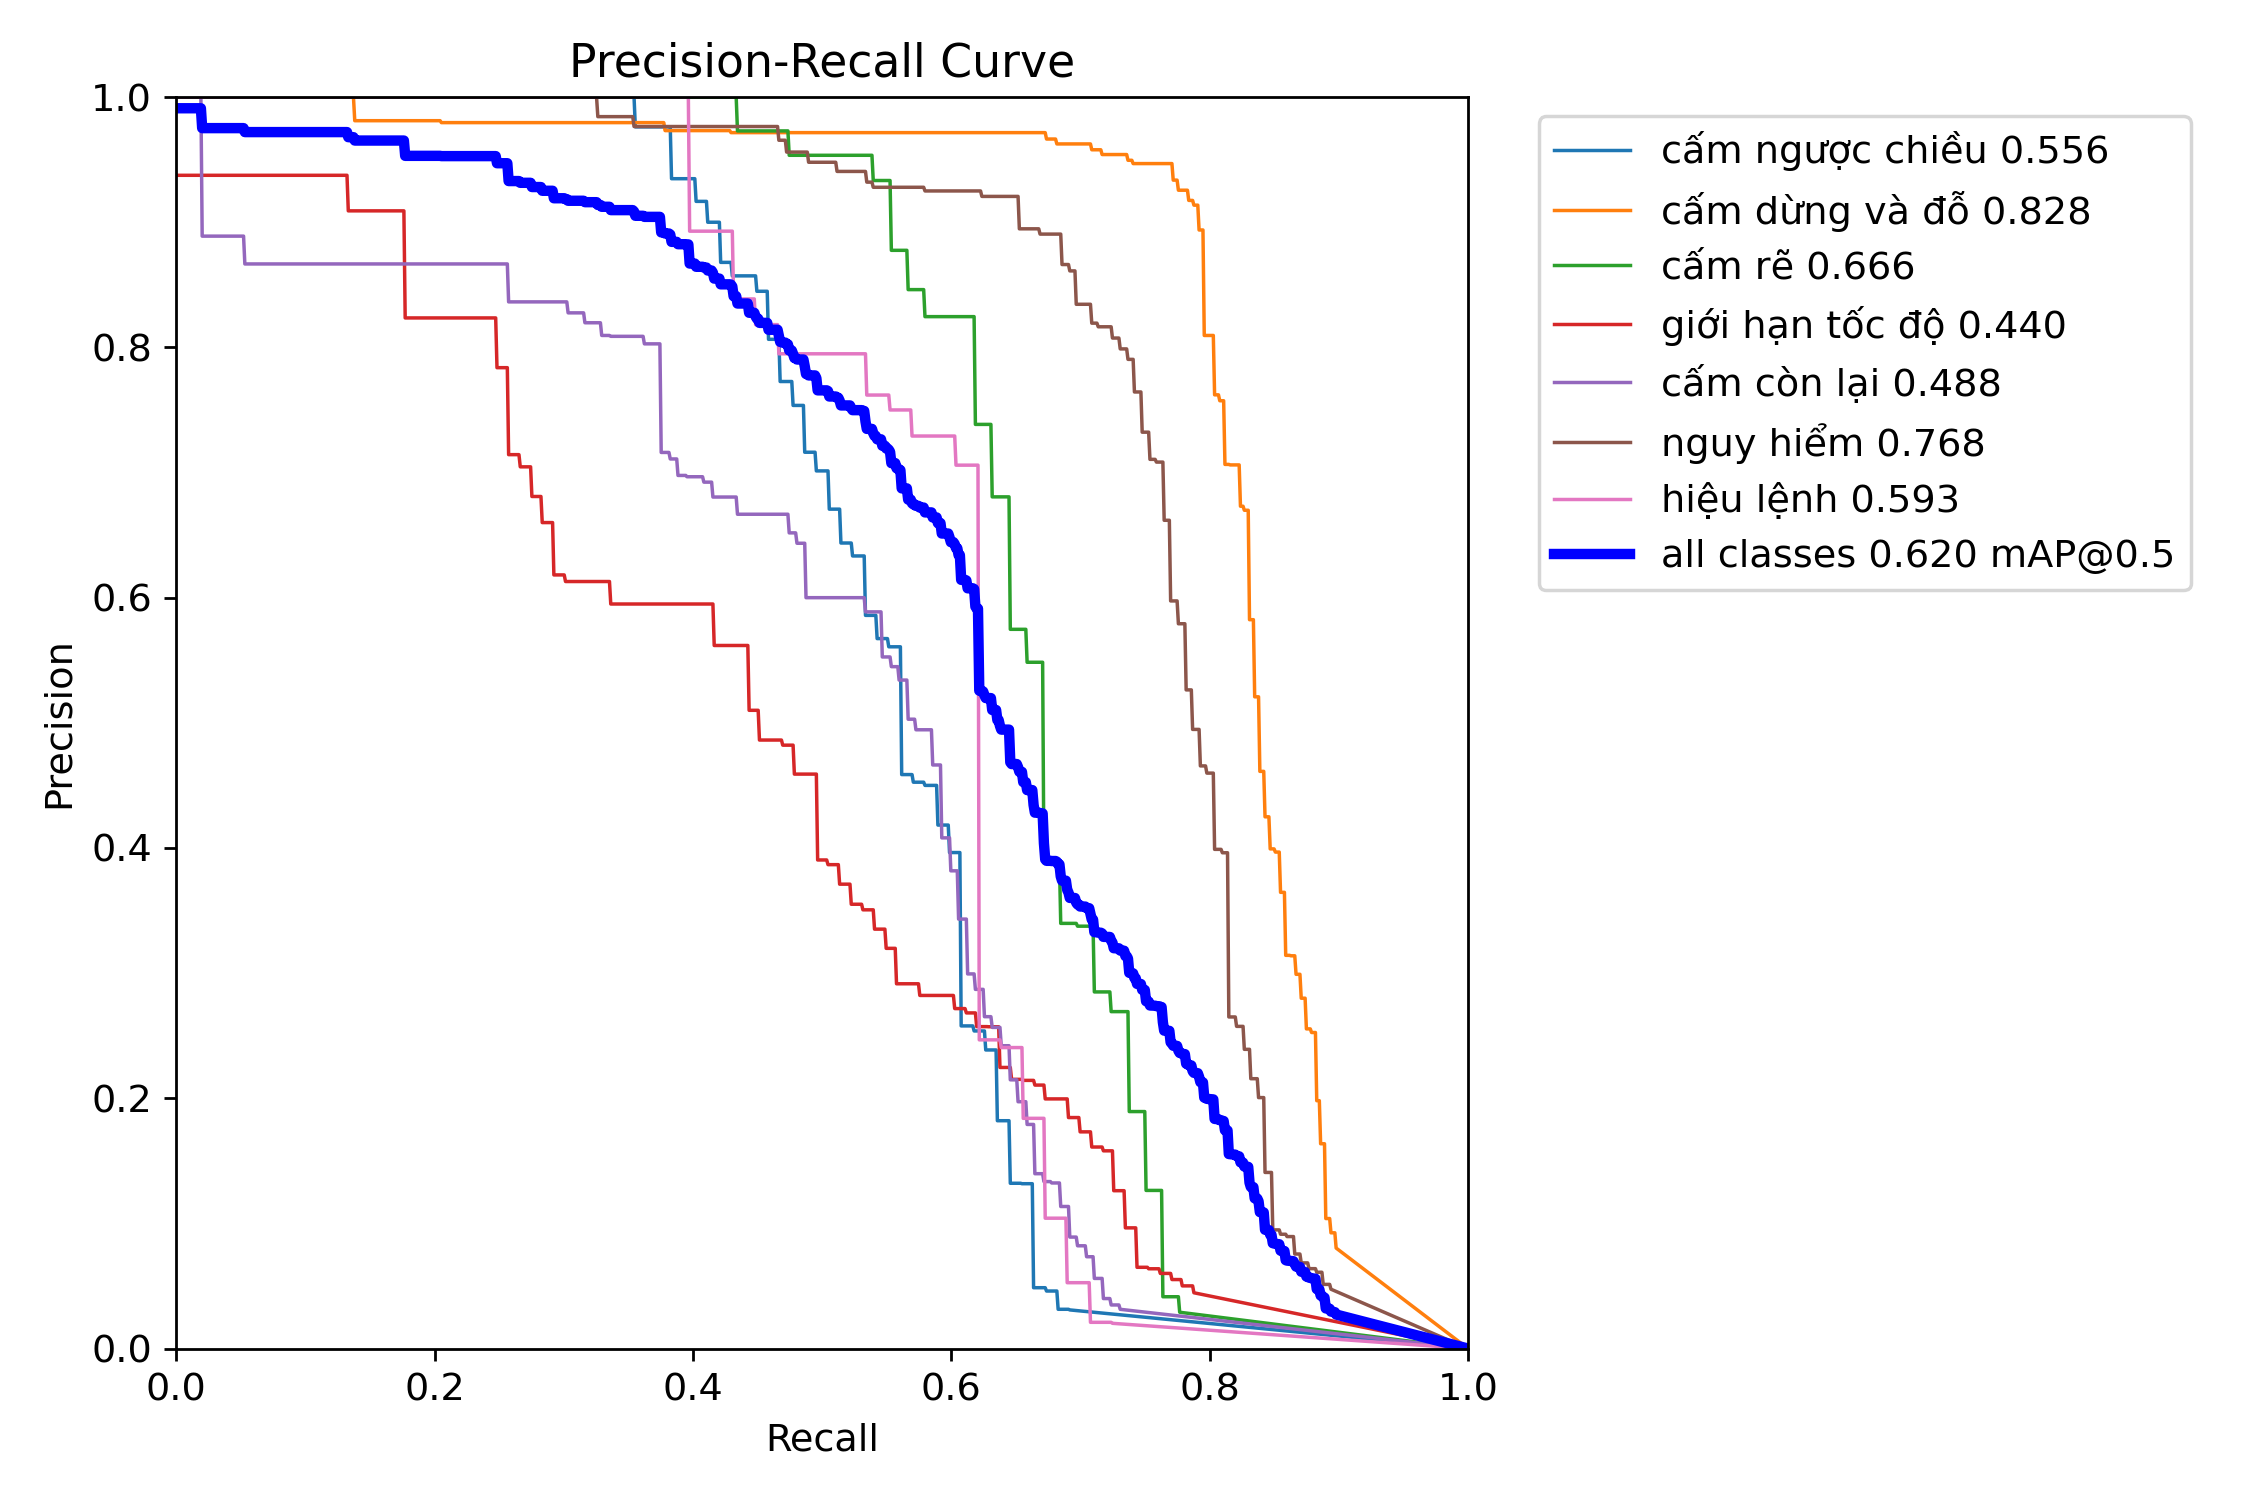 Precision-Recall Curve
1.0
0.8
0.6
0.4
0.2
0.0
Precision
0.0 0.2 0.4 0.6 0.8 1.0
Recall
cấm ngược chiều 0.556
cấm dừng và đỗ 0.828
cấm rẽ 0.666
giới hạn tốc độ 0.440
cấm còn lại 0.488
nguy hiểm 0.768
hiệu lệnh 0.593
all classes 0.620 mAP@0.5